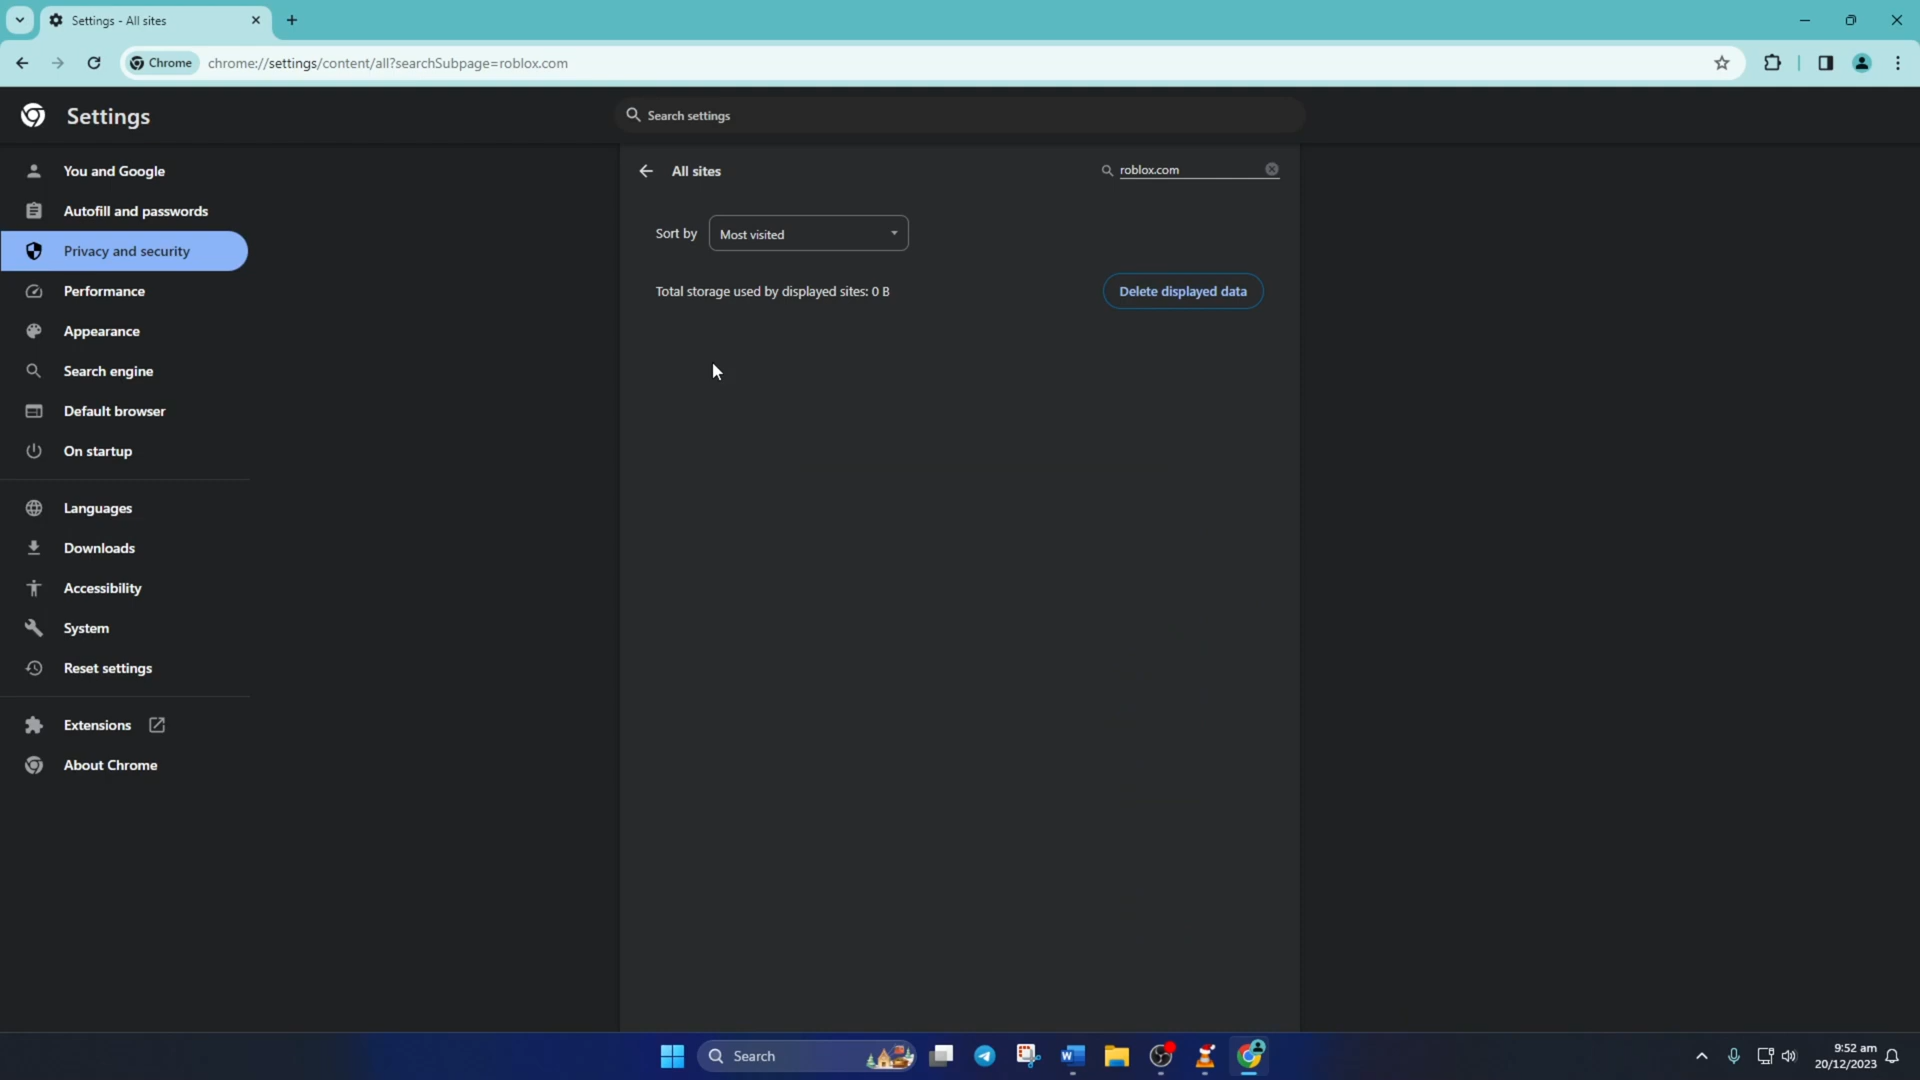 Settings - All sites
Chrome
chrome://settings/content/all?searchSubpage=roblox.com
Settings
Search settings
You and Google
Autofill and passwords
Privacy and security
Performance
Appearance
Search engine
Default browser
On startup
Languages
Downloads
Accessibility
System
Reset settings
Extensions
About Chrome
All sites
roblox.com
Sort by
Most visited
Total storage used by displayed sites: 0 B
Delete displayed data
Search
9:52 am
20/12/2023